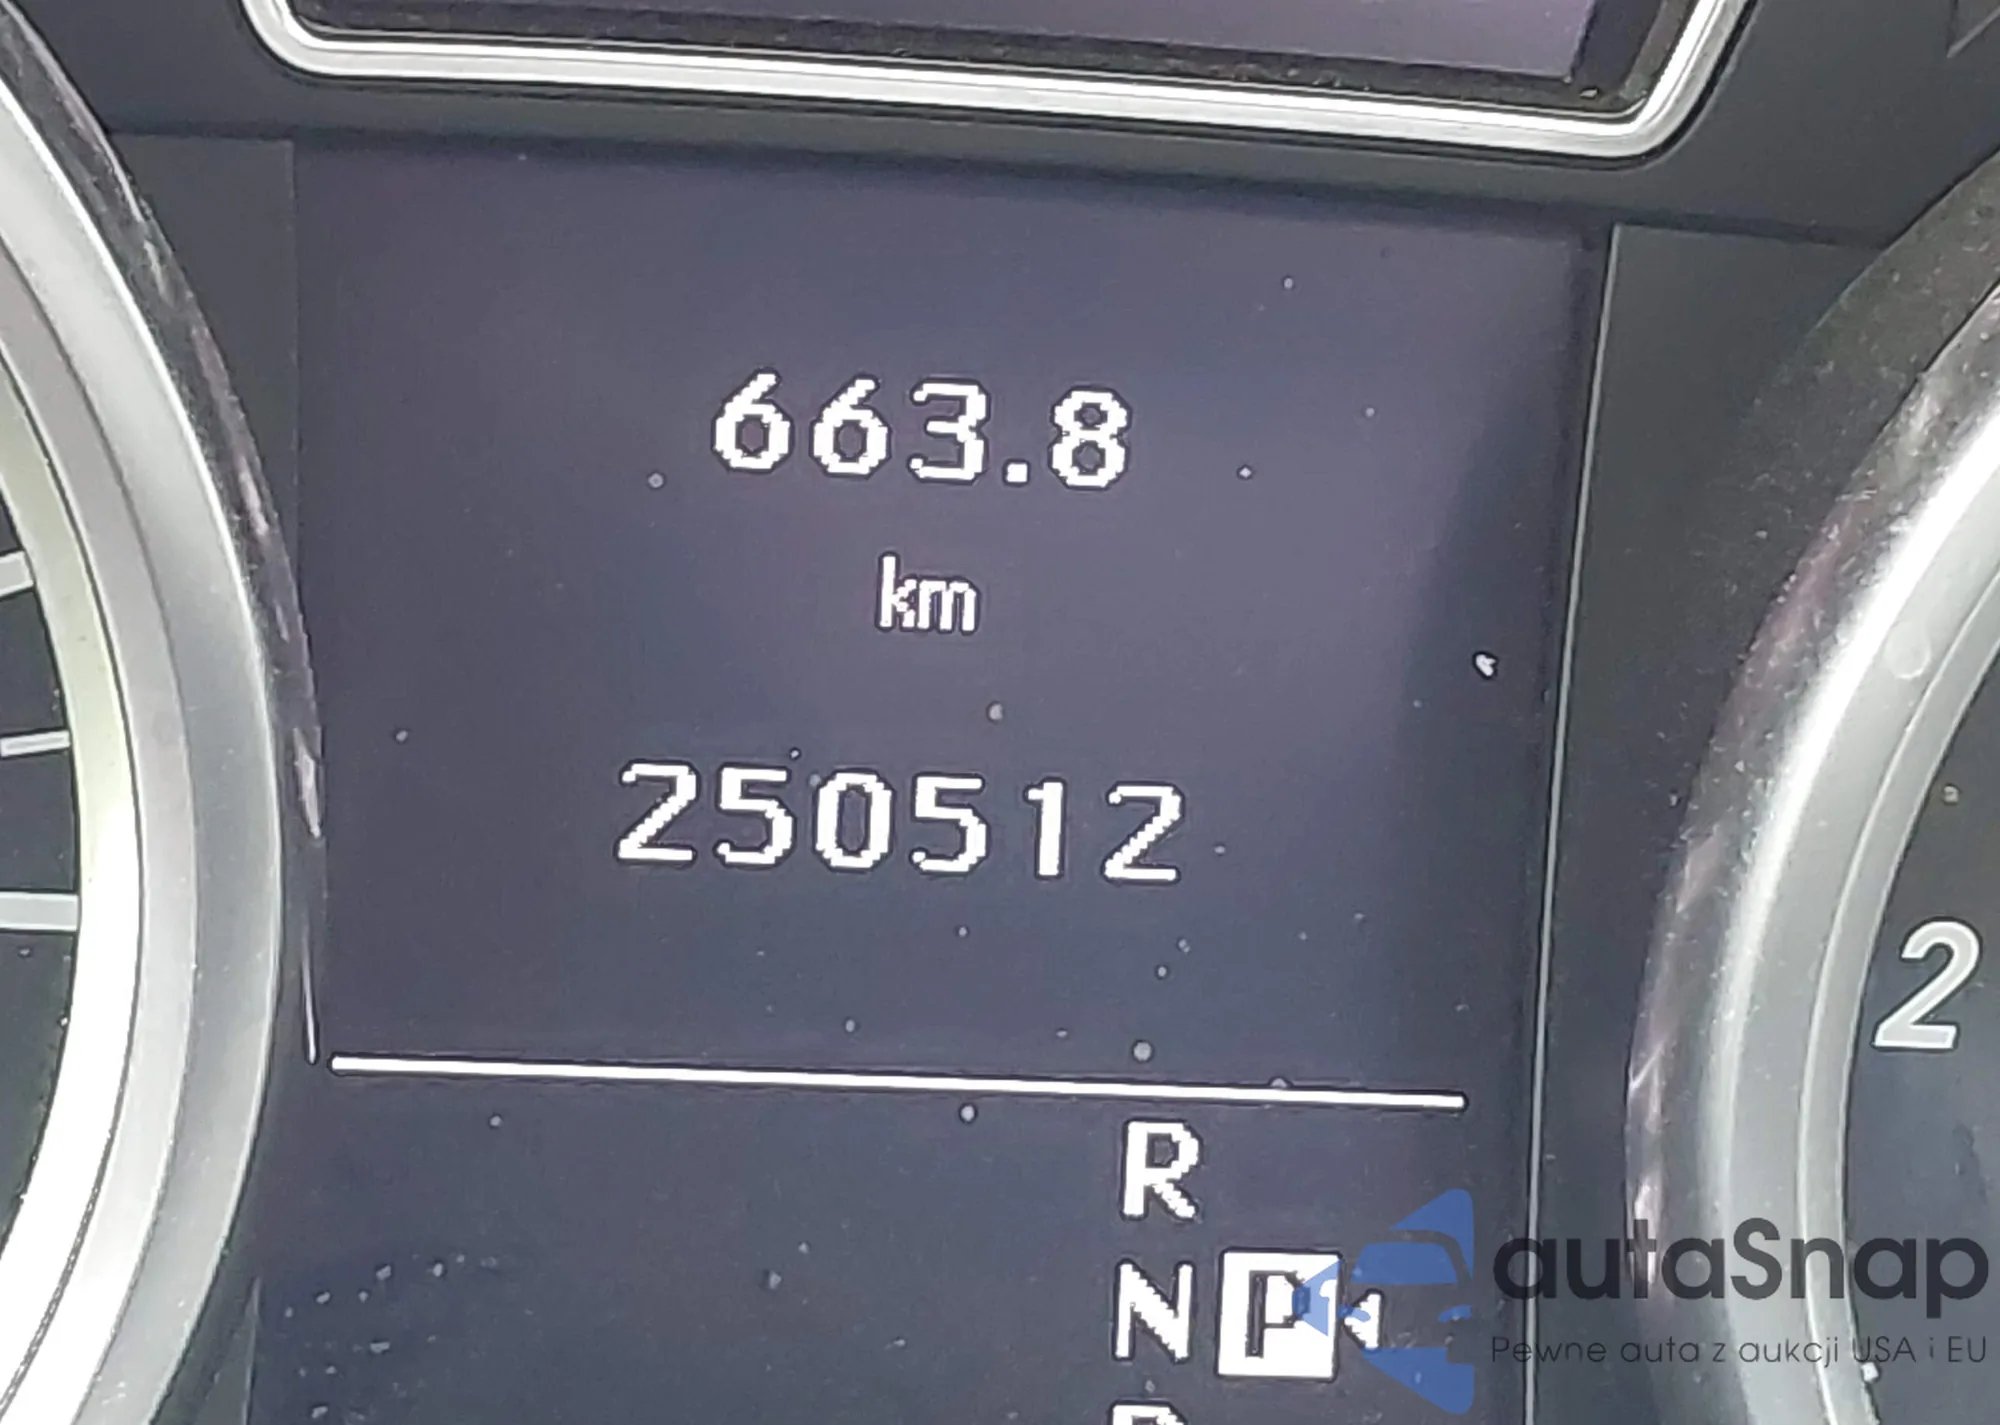 663.8
km
250512
2
R
N P
D
autaSnap
Pewne auta z aukcji USA i EU